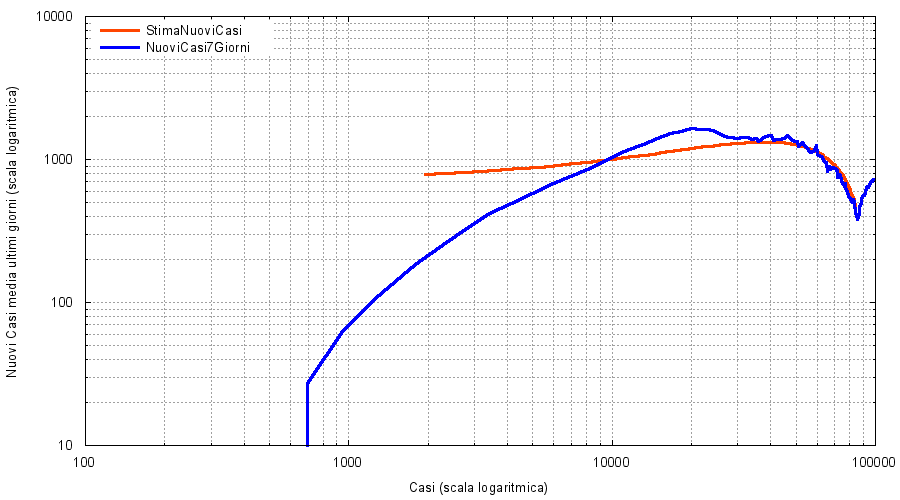 10000
StimaNuoviCasi
NuoviCasi7Giorni
1000
Nuovi Casi media ultimi giorni (scala logaritmica)
100
10
100
1000
10000
100000
Casi (scala logaritmica)